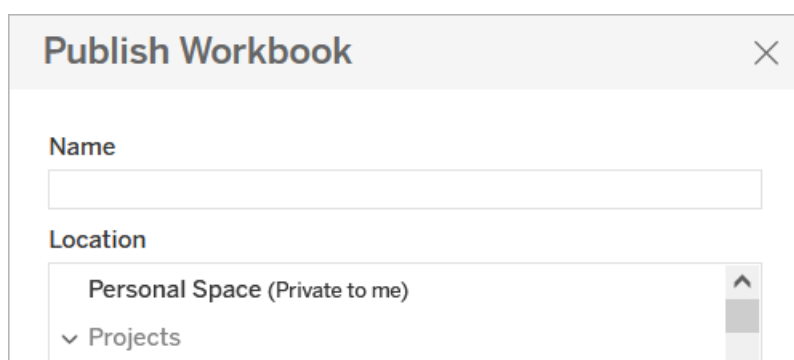 Publish Workbook
Name
Location
Personal Space (Private to me)
Projects